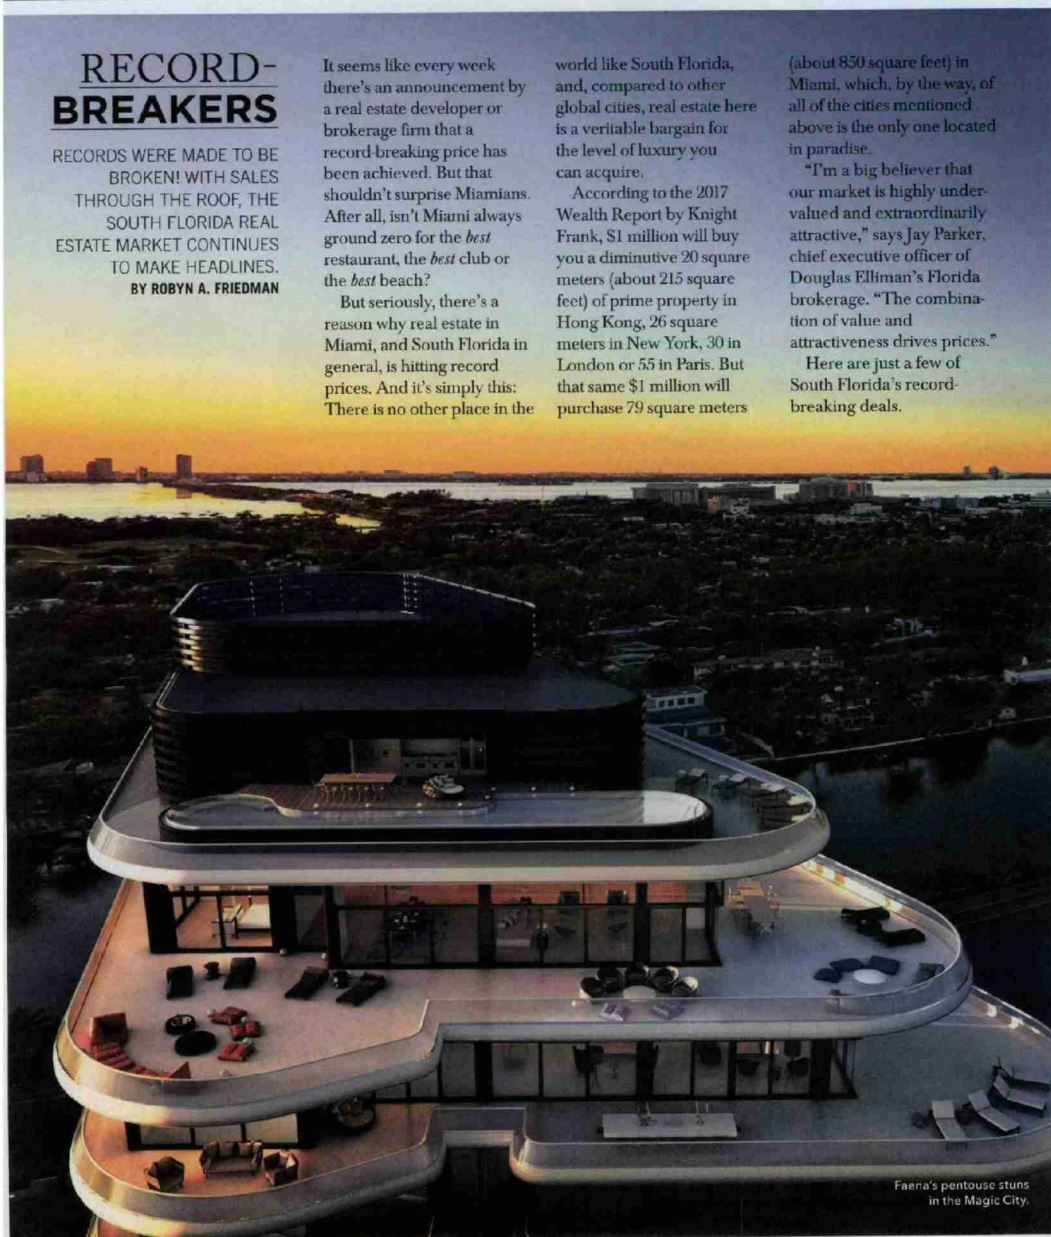 RECORD-
BREAKERS
RECORDS WERE MADE TO BE
BROKEN! WITH SALES
THROUGH THE ROOF, THE
SOUTH FLORIDA REAL
ESTATE MARKET CONTINUES
TO MAKE HEADLINES.
BY ROBYN A. FRIEDMAN
It seems like every week
there's an announcement by
a real estate developer or
brokerage firm that a
record-breaking price has
been achieved. But that
shouldn't surprise Miamians.
After all, isn't Miami always
ground zero for the best
restaurant, the best club or
the best beach?
But seriously, there's a
reason why real estate in
Miami, and South Florida in
general, is hitting record
prices. And it's simply this:
There is no other place in the
world like South Florida,
and, compared to other
global cities, real estate here
is a veritable bargain for
the level of luxury you
can acquire.
According to the 2017
Wealth Report by Knight
Frank, $1 million will buy
you a diminutive 20 square
meters (about 215 square
feet) of prime property in
Hong Kong, 26 square
meters in New York, 30 in
London or 55 in Paris. But
that same $1 million will
purchase 79 square meters
(about 850 square feet) in
Miami, which, by the way, of
all of the cities mentioned
above is the only one located
in paradise.
"I'm a big believer that
our market is highly under-
valued and extraordinarily
attractive," says Jay Parker,
chief executive officer of
Douglas Elliman's Florida
brokerage. "The combina-
tion of value and
attractiveness drives prices."
Here are just a few of
South Florida's record-
breaking deals.
Faena's pentouse stuns
in the Magic City.